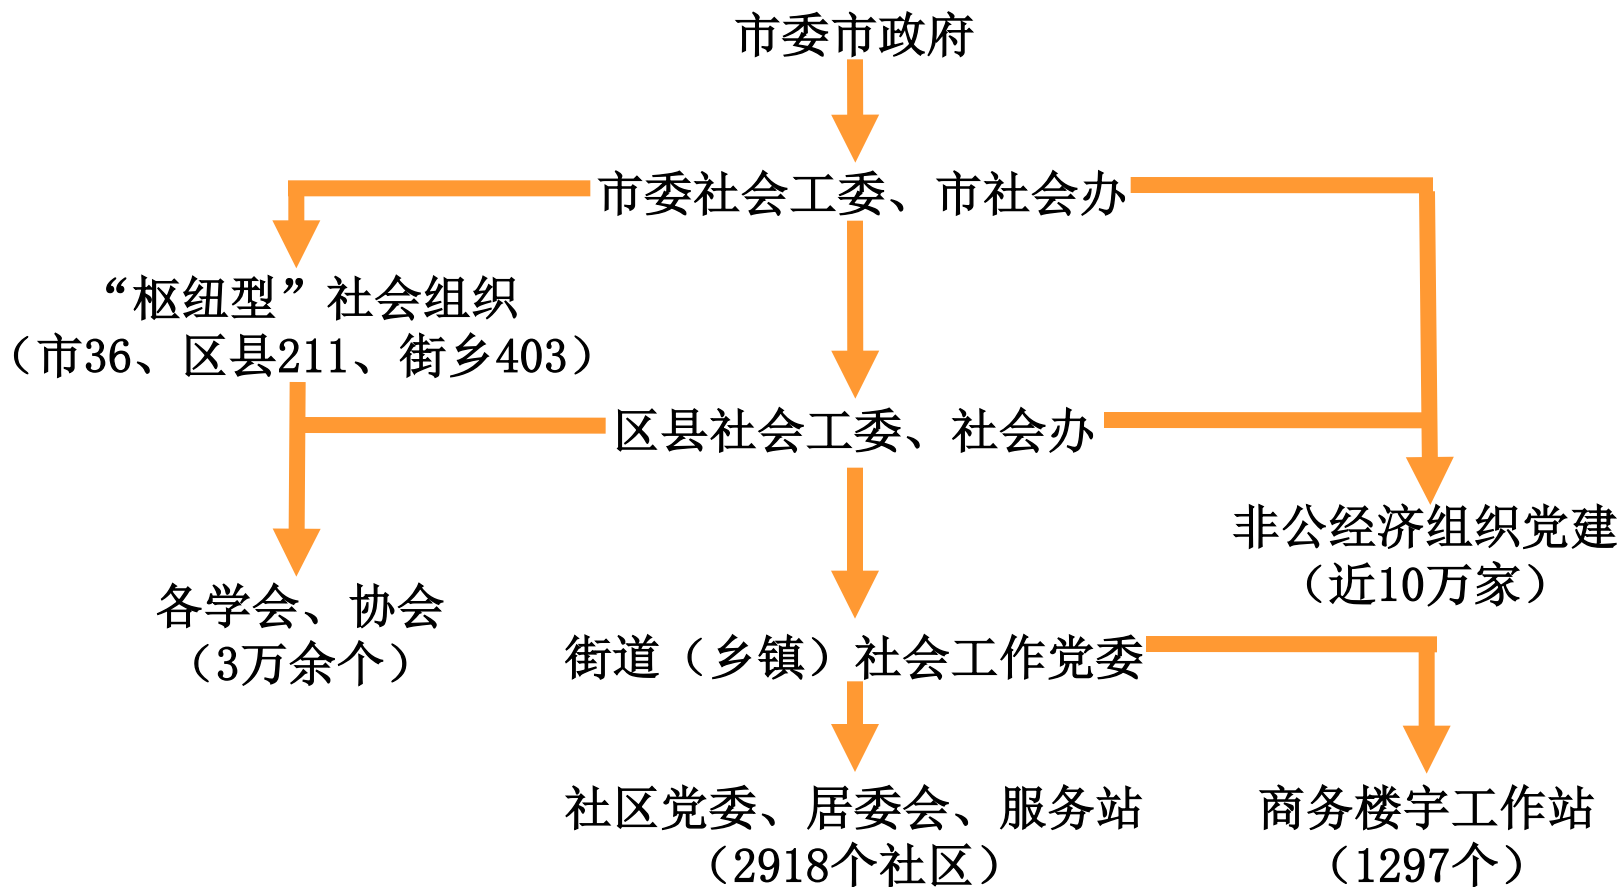 市委市政府
市委社会工委、市社会办
“枢纽型”社会组织
（市36、区县211、街乡403）
区县社会工委、社会办
非公经济组织党建
（近10万家）
各学会、协会
（3万余个）
街道（乡镇）社会工作党委
社区党委、居委会、服务站
（2918个社区）
商务楼宇工作站
（1297个）